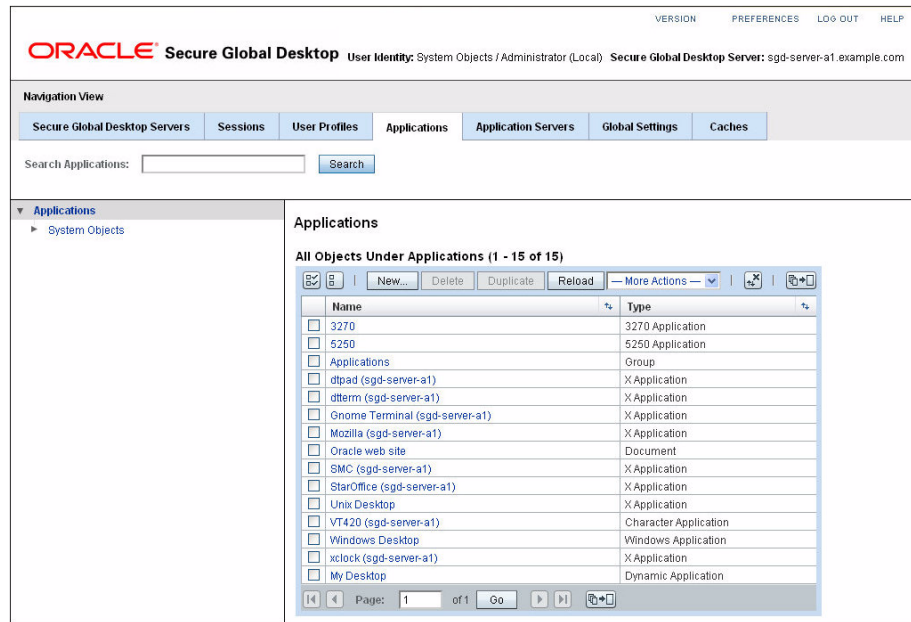 VERSION PREFERENCES LOG OUT HELP
ORACLE Secure Global Desktop User Identity: System Objects / Administrator (Local) Secure Global Desktop Server: sgd-server-a1.example.com
Navigation View
Secure Global Desktop Servers Sessions User Profiles Applications Application Servers Global Settings Caches
Search Applications: Search
Applications
System Objects
Applications
All Objects Under Applications (1 - 15 of 15)
New... Delete Duplicate Reload — More Actions —
Name Type
3270 3270 Application
5250 5250 Application
Applications Group
dtpad (sgd-server-a1) X Application
dtterm (sgd-server-a1) X Application
Gnome Terminal (sgd-server-a1) X Application
Mozilla (sgd-server-a1) X Application
Oracle web site Document
SMC (sgd-server-a1) X Application
StarOffice (sgd-server-a1) X Application
Unix Desktop X Application
VT420 (sgd-server-a1) Character Application
Windows Desktop Windows Application
xclock (sgd-server-a1) X Application
My Desktop Dynamic Application
Page: 1 of 1 Go